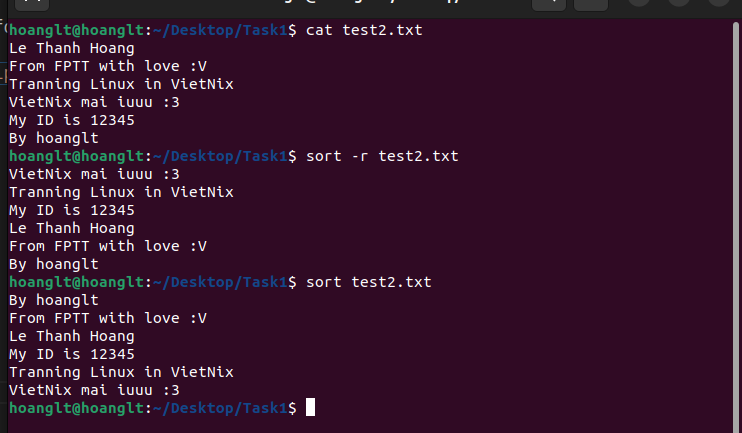 hoanglt@hoanglt:~/Desktop/Task1$ cat test2.txt
Le Thanh Hoang
From FPTT with love :V
Tranning Linux in VietNix
VietNix mai iuuu :3
My ID is 12345
By hoanglt
hoanglt@hoanglt:~/Desktop/Task1$ sort -r test2.txt
VietNix mai iuuu :3
Tranning Linux in VietNix
My ID is 12345
Le Thanh Hoang
From FPTT with love :V
By hoanglt
hoanglt@hoanglt:~/Desktop/Task1$ sort test2.txt
By hoanglt
From FPTT with love :V
Le Thanh Hoang
My ID is 12345
Tranning Linux in VietNix
VietNix mai iuuu :3
hoanglt@hoanglt:~/Desktop/Task1$